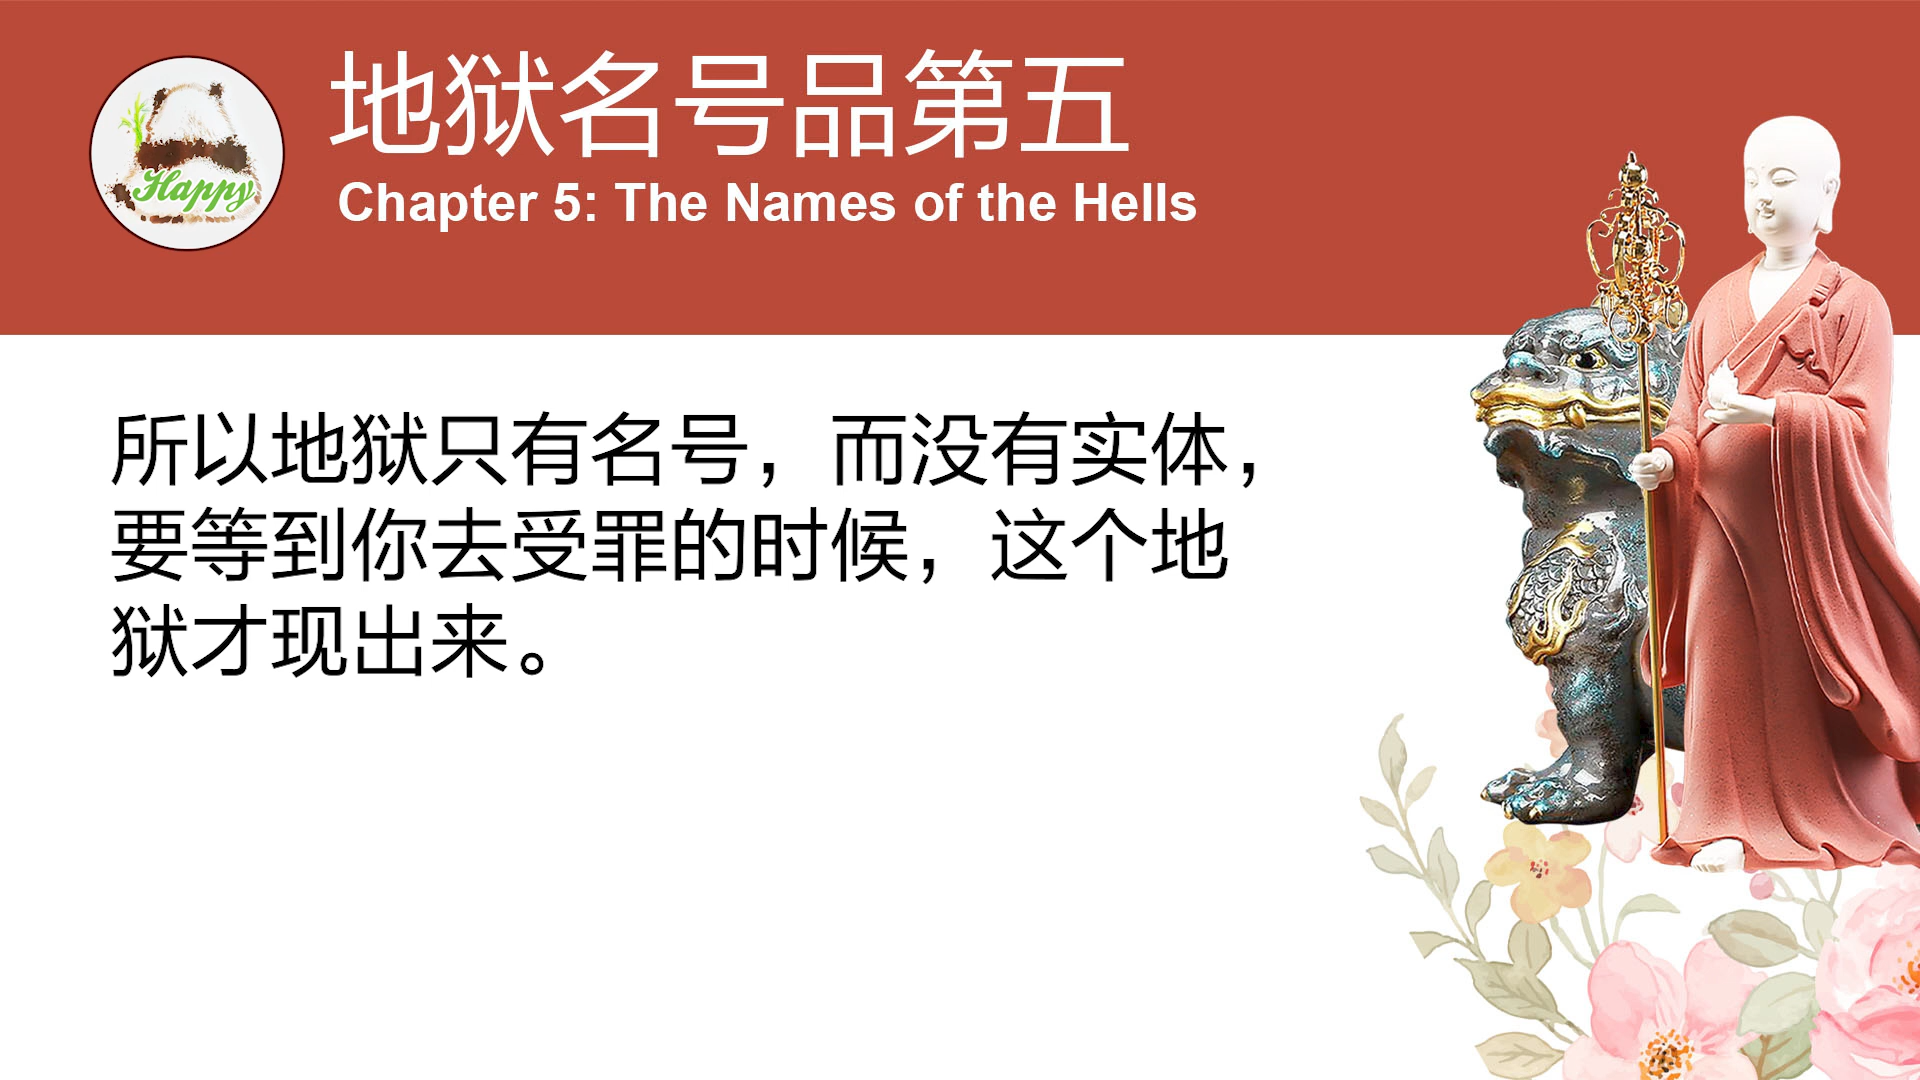 地狱名号品第五
Chapter 5: The Names of the Hells
Happy
所以地狱只有名号，而没有实体，
要等到你去受罪的时候，这个地
狱才现出来。